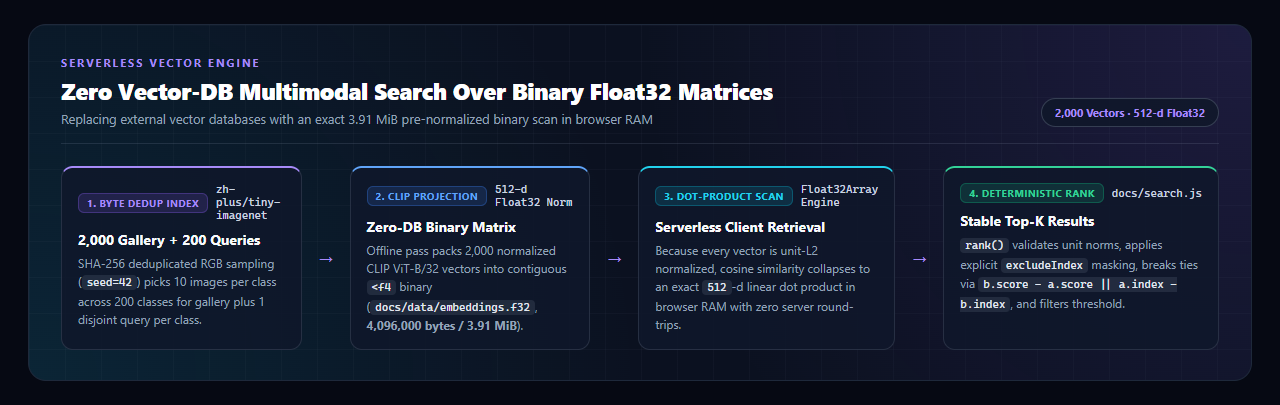 SERVERLESS VECTOR ENGINE
Zero Vector-DB Multimodal Search Over Binary Float32 Matrices
Replacing external vector databases with an exact 3.91 MiB pre-normalized binary scan in browser RAM
2,000 Vectors · 512-d Float32
1. BYTE DEDUP INDEX
zh-
plus/tiny-
imagenet
2,000 Gallery + 200 Queries
SHA-256 deduplicated RGB sampling
(seed=42) picks 10 images per class
across 200 classes for gallery plus 1
disjoint query per class.
→
2. CLIP PROJECTION
512-d
Float32 Norm
Zero-DB Binary Matrix
Offline pass packs 2,000 normalized
CLIP ViT-B/32 vectors into contiguous
<f4 binary
(docs/data/embeddings.f32,
4,096,000 bytes / 3.91 MiB).
→
3. DOT-PRODUCT SCAN
Float32Array
Engine
Serverless Client Retrieval
Because every vector is unit-L2
normalized, cosine similarity collapses to
an exact 512-d linear dot product in
browser RAM with zero server round-
trips.
→
4. DETERMINISTIC RANK
docs/search.js
Stable Top-K Results
rank() validates unit norms, applies
explicit excludeIndex masking, breaks ties
via b.score - a.score || a.index -
b.index, and filters threshold.